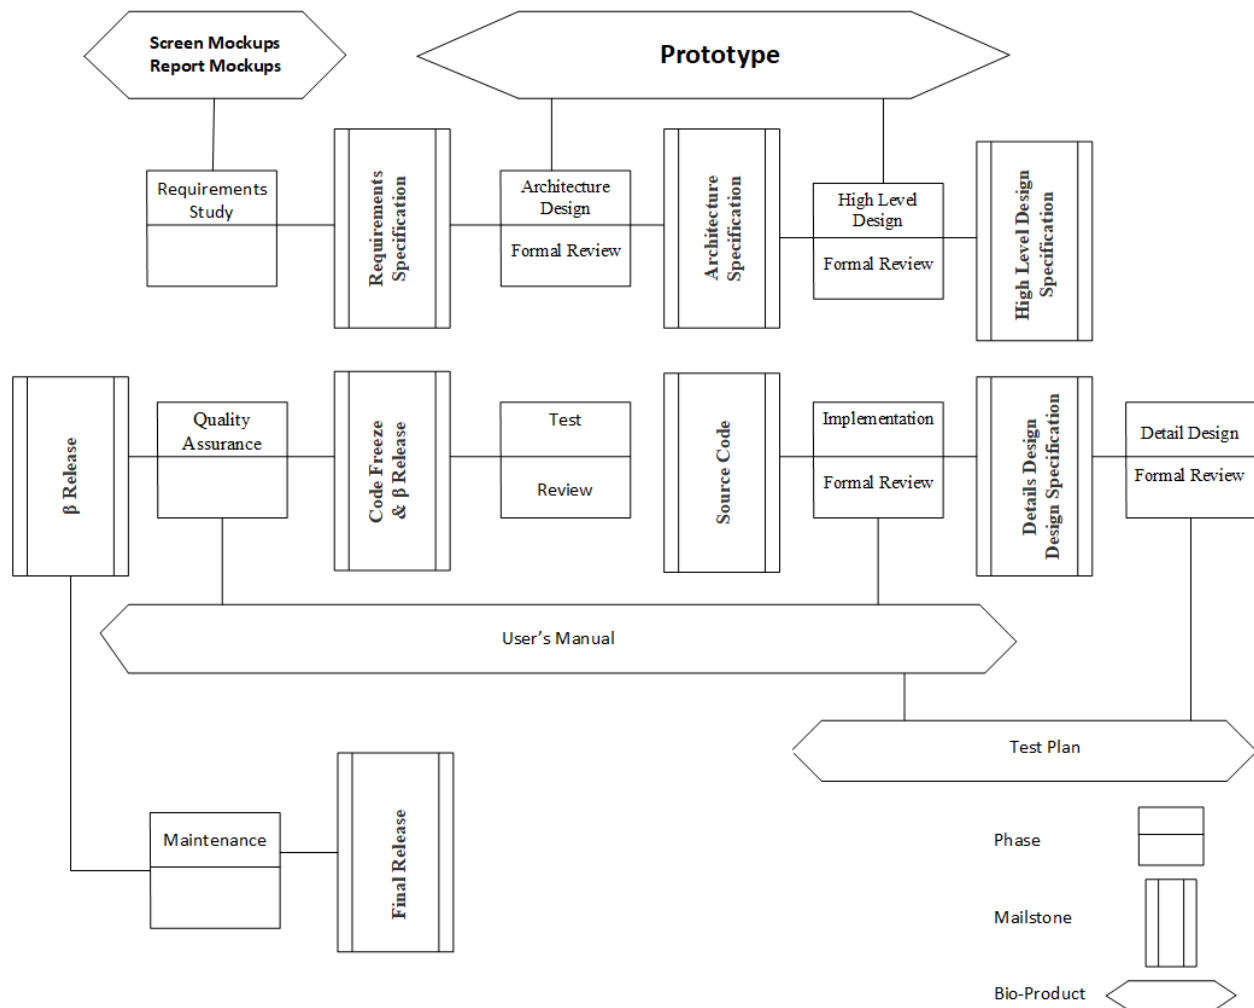 Screen Mockups
Report Mockups
Prototype
Requirements
Study
Requirements
Specification
Architecture
Design
Formal Review
Architecture
Specification
High Level
Design
Formal Review
High Level Design
Specification
β Release
Quality
Assurance
Code Freeze
& β Release
Test
Review
Source Code
Implementation
Formal Review
Details Design
Design Specification
Detail Design
Formal Review
User's Manual
Test Plan
Maintenance
Final Release
Phase
Mailstone
Bio-Product